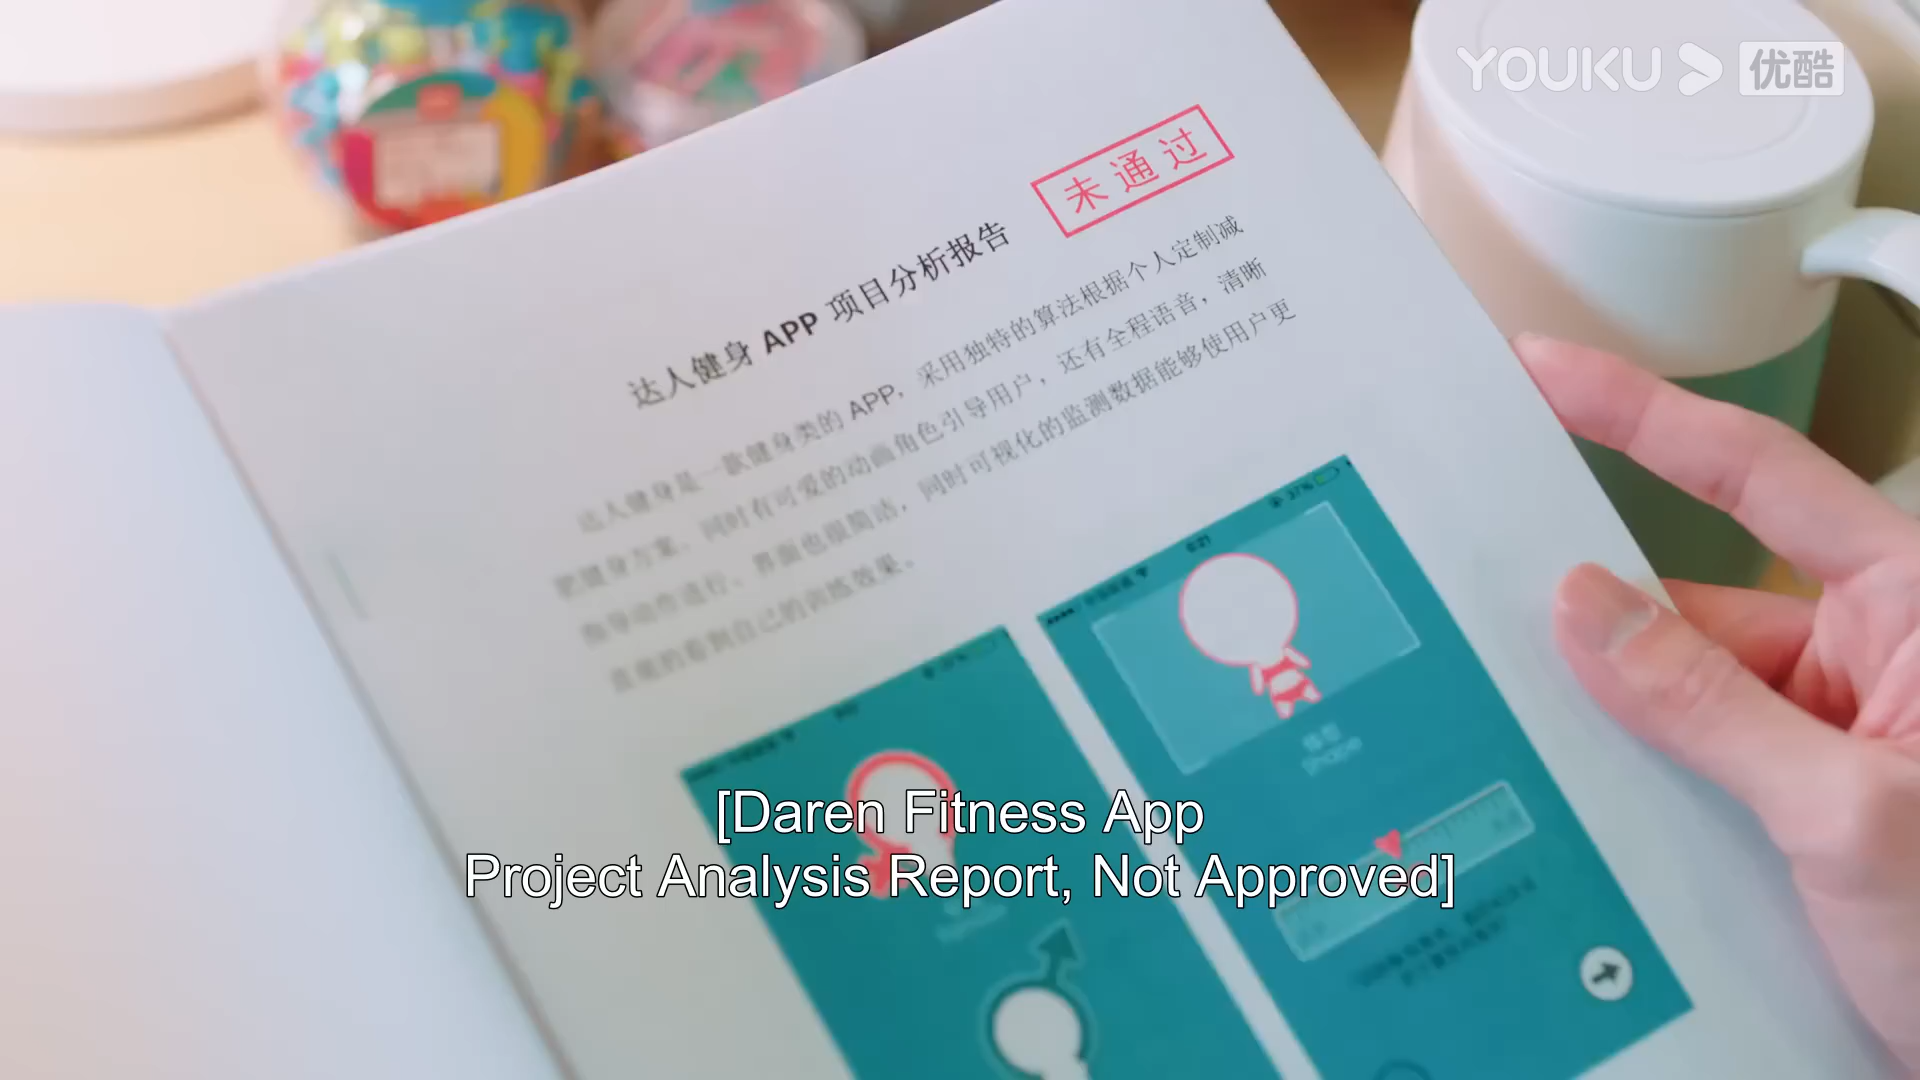 YOUKU 优酷
未通过
达人健身 APP 项目分析报告
达人健身是一款健身类的 APP，采用独特的算法根据个人定制减
肥健身方案，同时有可爱的动画角色引导用户，还有全程语音，清晰
指导动作进行。界面也很简洁，同时可视化的监测数据能够使用户更
直观的看到自己的训练效果。
37%
6:21
体型
shape
[Daren Fitness App
Project Analysis Report, Not Approved]